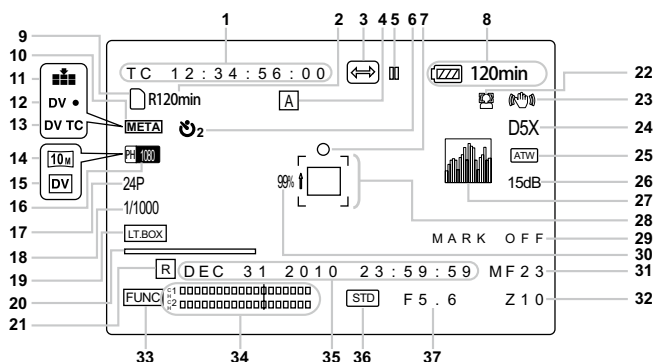 1 2 4 5 7 6 8
9 3
10
11 TC 12:34:56:00 120min
22
12 DV R120min A 23
13 DV TC META 2 D5X 24
14 10M PH 1080 ATW 25
15 DV 99% 15dB 26
16 24P 27
17 1/1000 28
18 LT.BOX MARK OFF 29
19 30
20 R DEC 31 2010 23:59:59 MF23 31
21 FUNC CH1 CH2 STD F5.6 Z10 32
33 34 35 36 37